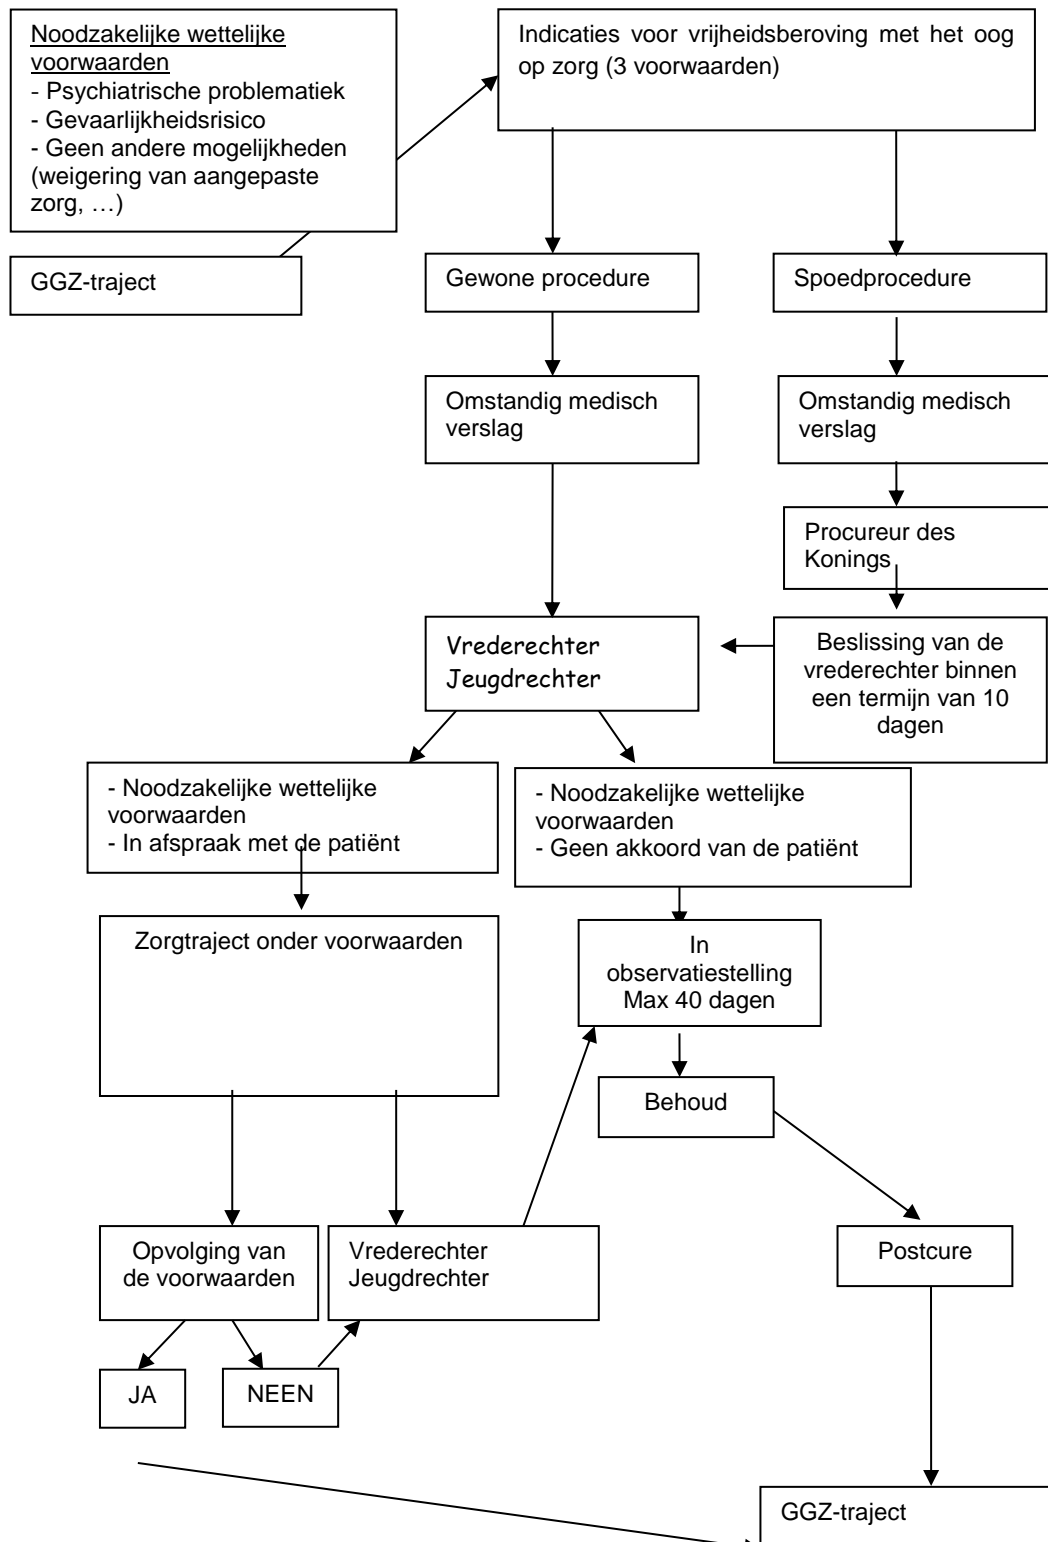 Noodzakelijke wettelijke
voorwaarden
- Psychiatrische problematiek
- Gevaarlijkheidsrisico
- Geen andere mogelijkheden
(weigering van aangepaste
zorg, …)
Indicaties voor vrijheidsberoving met het oog
op zorg (3 voorwaarden)
GGZ-traject
Gewone procedure
Spoedprocedure
Omstandig medisch
verslag
Omstandig medisch
verslag
Procureur des
Konings
Vrederechter
Jeugdrechter
Beslissing van de
vrederechter binnen
een termijn van 10
dagen
- Noodzakelijke wettelijke
voorwaarden
- In afspraak met de patiënt
- Noodzakelijke wettelijke
voorwaarden
- Geen akkoord van de patiënt
Zorgtraject onder voorwaarden
In
observatiestelling
Max 40 dagen
Behoud
Opvolging van
de voorwaarden
Vrederechter
Jeugdrechter
Postcure
JA
NEEN
GGZ-traject